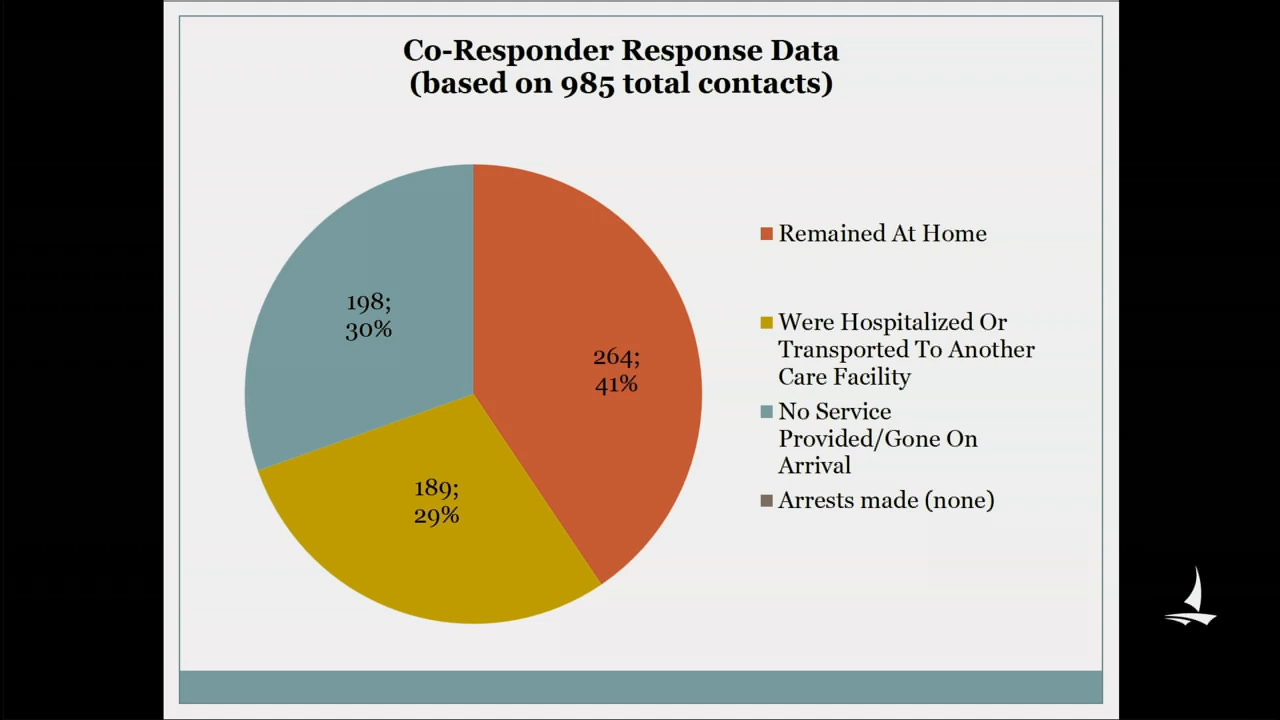 Co-Responder Response Data
(based on 985 total contacts)
198;
30%
264;
41%
189;
29%
Remained At Home
Were Hospitalized Or
Transported To Another
Care Facility
No Service
Provided/Gone On
Arrival
Arrests made (none)